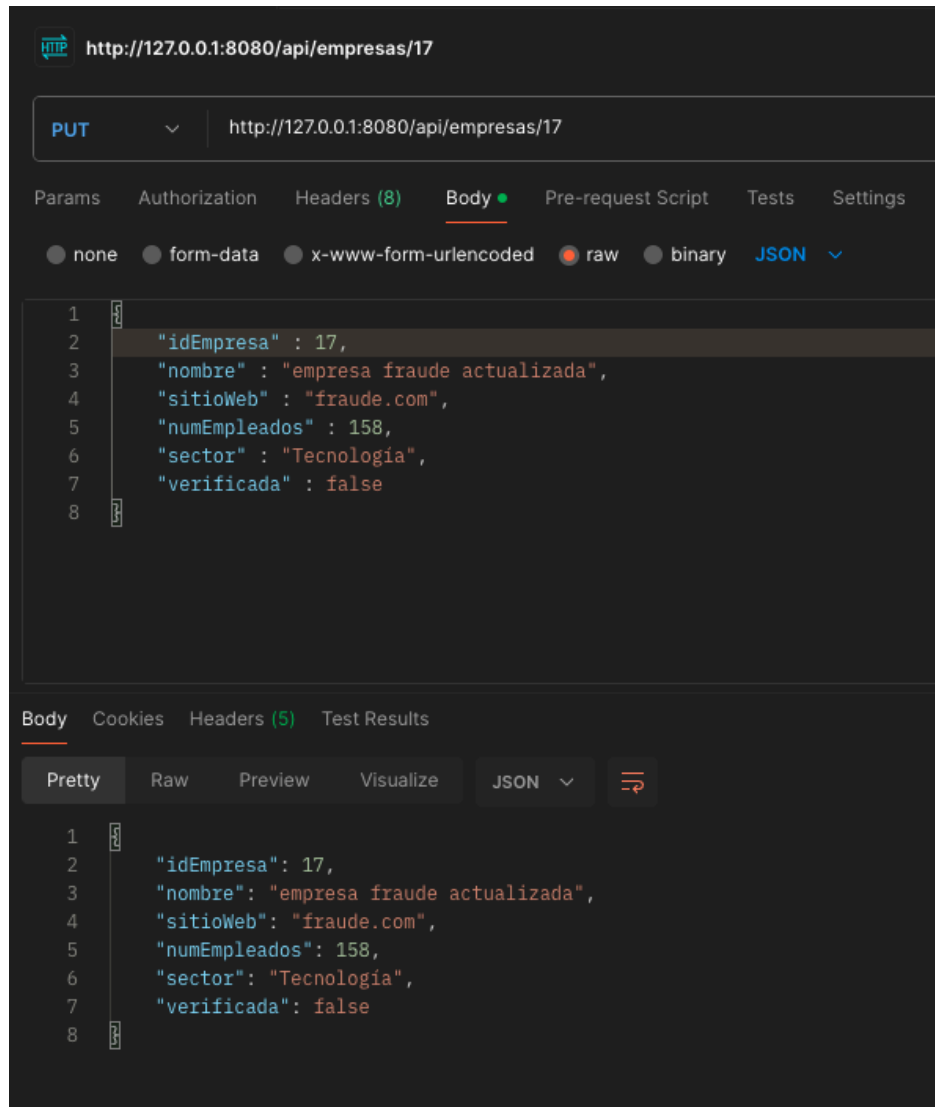 HTTP http://127.0.0.1:8080/api/empresas/17
PUT http://127.0.0.1:8080/api/empresas/17
Params Authorization Headers (8) Body Pre-request Script Tests Settings
none form-data x-www-form-urlencoded raw binary JSON
1 {
2 "idEmpresa" : 17,
3 "nombre" : "empresa fraude actualizada",
4 "sitioWeb" : "fraude.com",
5 "numEmpleados" : 158,
6 "sector" : "Tecnología",
7 "verificada" : false
8 }
Body Cookies Headers (5) Test Results
Pretty Raw Preview Visualize JSON
1 {
2 "idEmpresa": 17,
3 "nombre": "empresa fraude actualizada",
4 "sitioWeb": "fraude.com",
5 "numEmpleados": 158,
6 "sector": "Tecnología",
7 "verificada": false
8 }